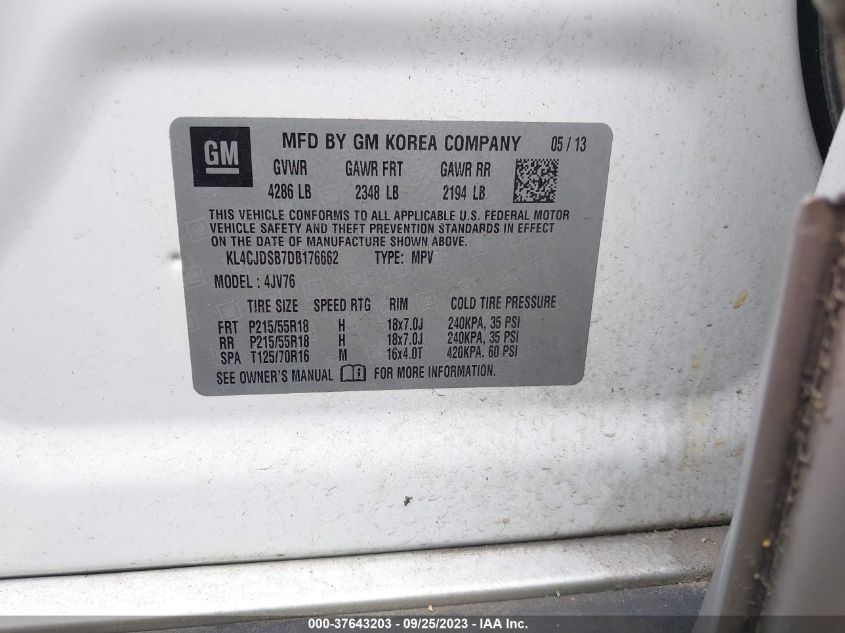 GM
MFD BY GM KOREA COMPANY 05 / 13
GVWR GAWR FRT GAWR RR
4286 LB 2348 LB 2194 LB
THIS VEHICLE CONFORMS TO ALL APPLICABLE U.S. FEDERAL MOTOR
VEHICLE SAFETY AND THEFT PREVENTION STANDARDS IN EFFECT
ON THE DATE OF MANUFACTURE SHOWN ABOVE.
KL4CJDSB7DB176662 TYPE: MPV
MODEL: 4JV76
TIRE SIZE SPEED RTG RIM COLD TIRE PRESSURE
FRT P215/55R18 H 18x7.0J 240KPA, 35 PSI
RR P215/55R18 H 18x7.0J 240KPA, 35 PSI
SPA T125/70R16 M 16x4.0T 420KPA, 60 PSI
SEE OWNER'S MANUAL FOR MORE INFORMATION.
000-37643203 - 09/25/2023 - IAAI.com